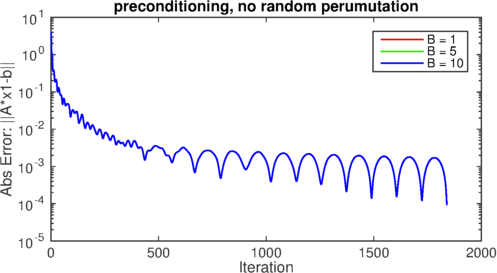 preconditioning, no random perumutation
10^1
10^0
10^-1
10^-2
10^-3
10^-4
10^-5
Abs Error: ||A*x1-b||
B = 1
B = 5
B = 10
0
500
1000
1500
2000
Iteration